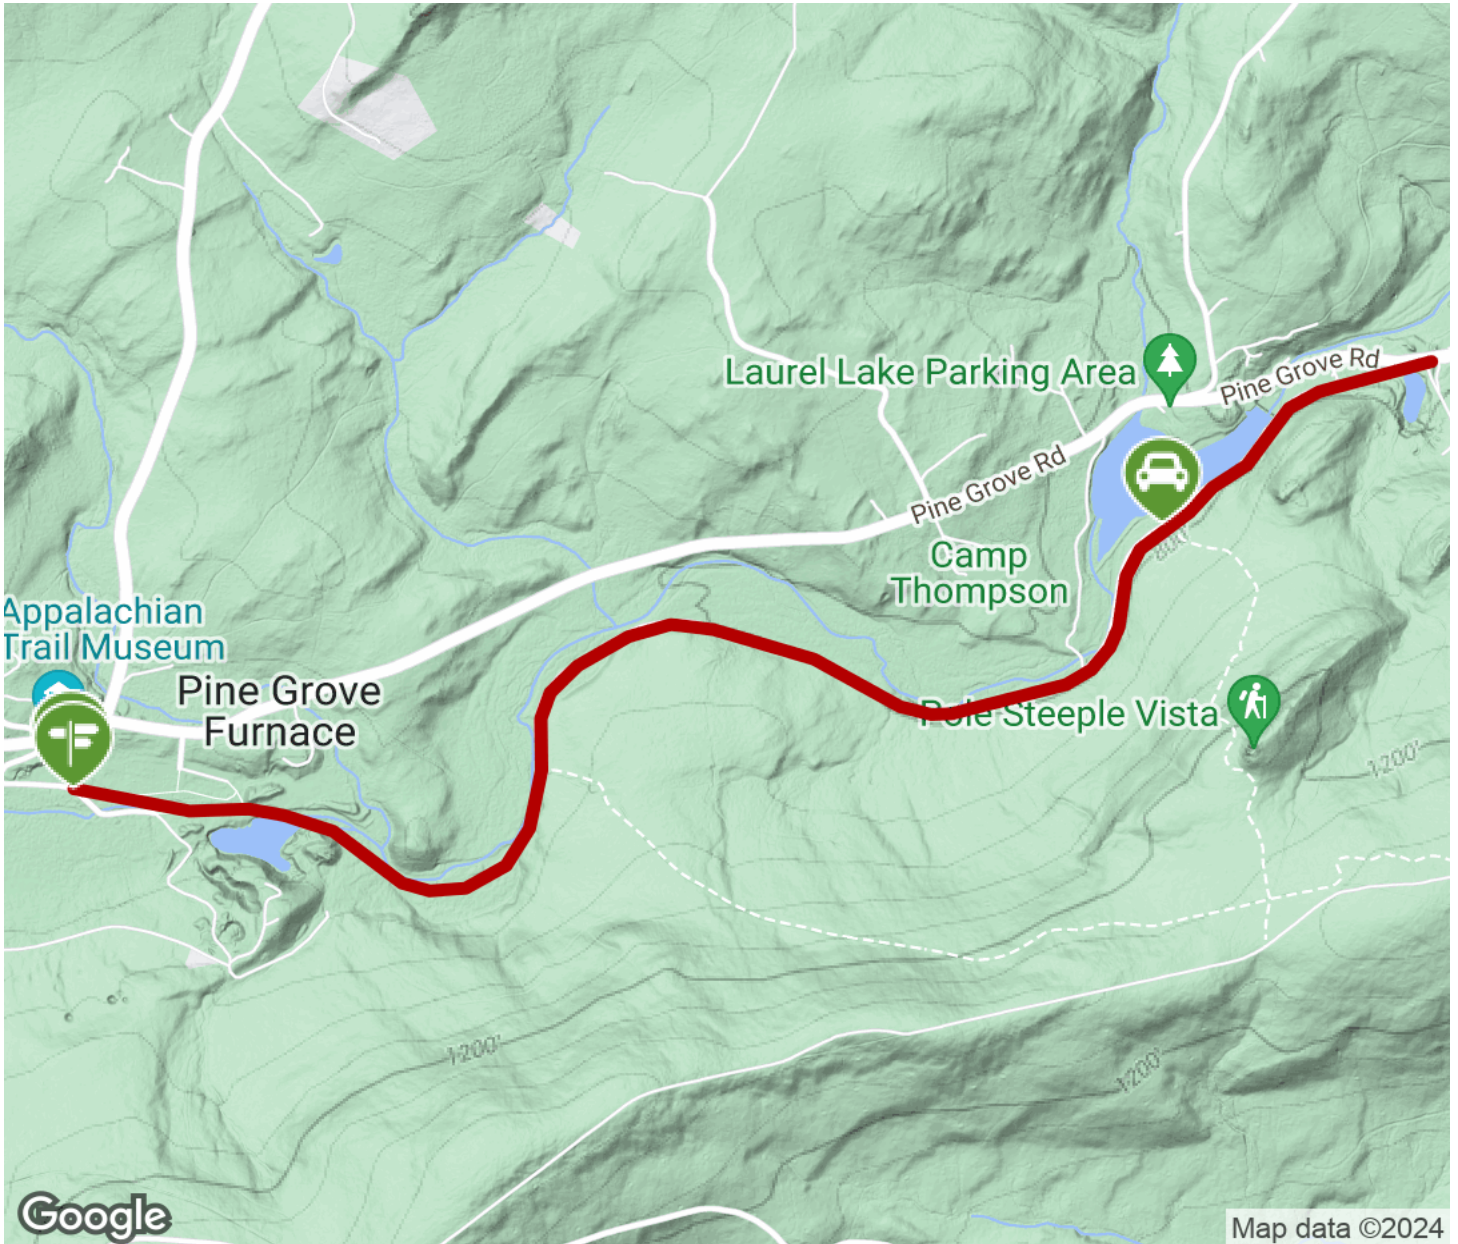 Laurel Lake Parking Area
Pine Grove Rd
Pine Grove Rd
Camp
Thompson
800'
Appalachian
Trail Museum
Pine Grove
Furnace
Pole Steeple Vista
1200'
1200'
1200'
Google
Map data ©2024